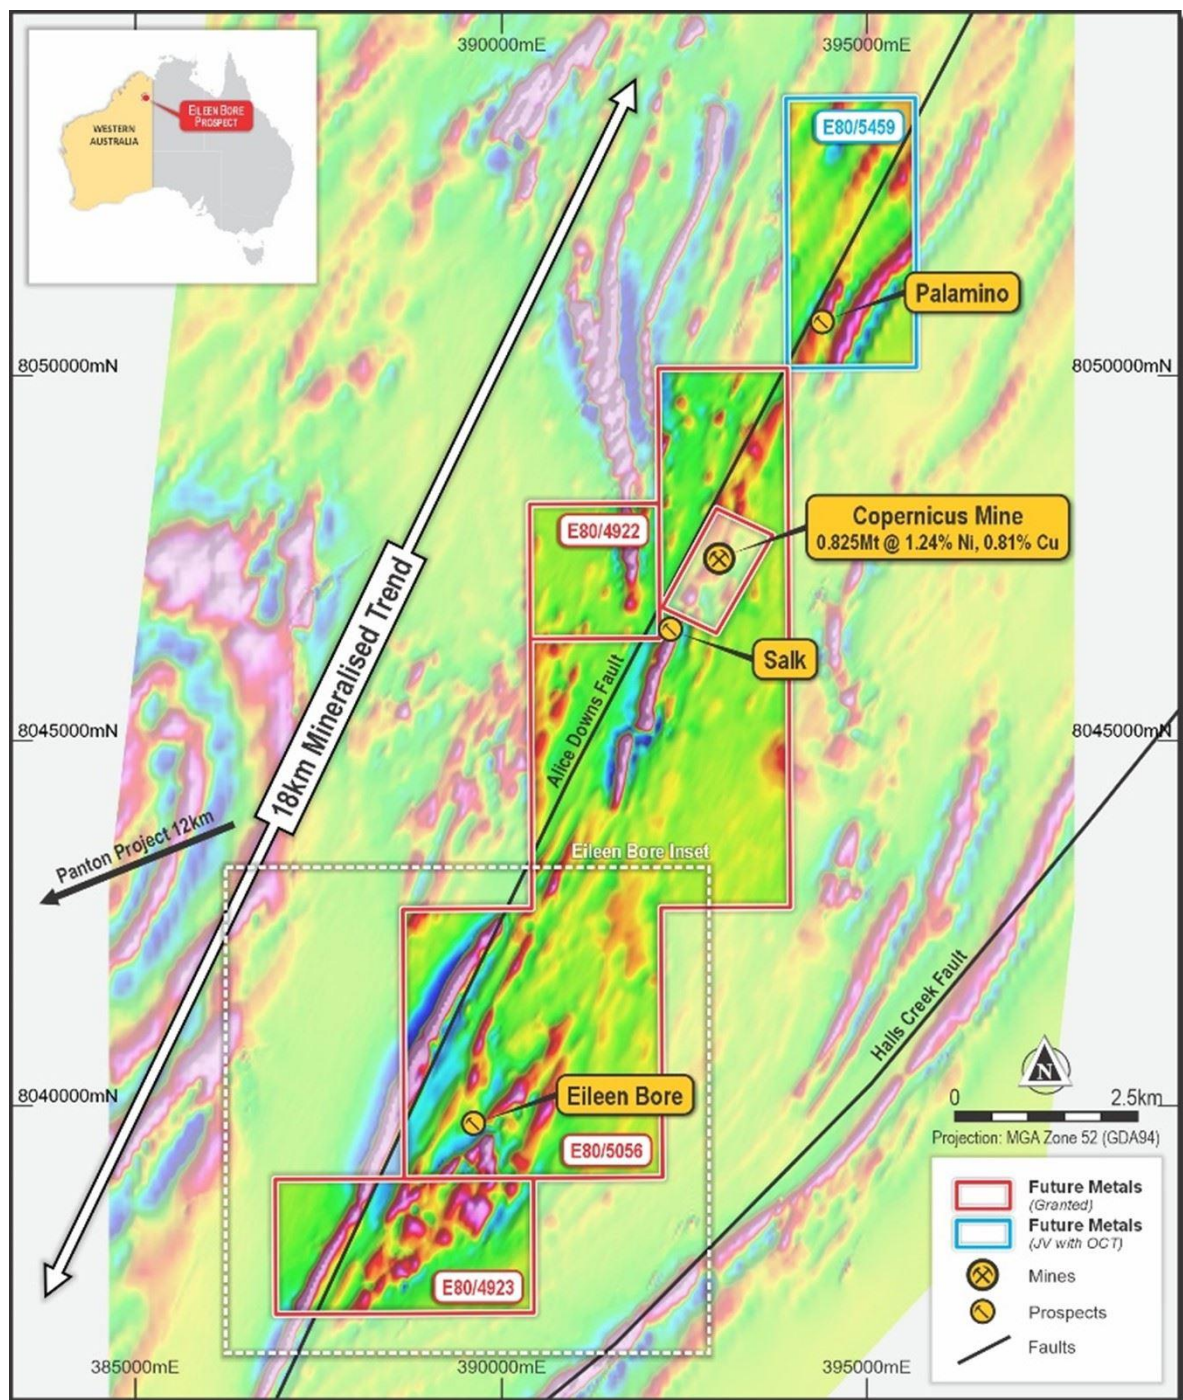 390000mE
395000mE
EILEEN BORE
PROSPECT
WESTERN
AUSTRALIA
E80/5459
Palamino
8050000mN
8050000mN
E80/4922
Copernicus Mine
0.825Mt @ 1.24% Ni, 0.81% Cu
Salk
Alice Downs Fault
18km Mineralised Trend
8045000mN
8045000mN
Panton Project 12km
Eileen Bore Inset
Halls Creek Fault
8040000mN
Eileen Bore
E80/5056
E80/4923
N
0
2.5km
Projection: MGA Zone 52 (GDA94)
Future Metals
(Granted)
Future Metals
(JV with OCT)
Mines
Prospects
Faults
385000mE
390000mE
395000mE